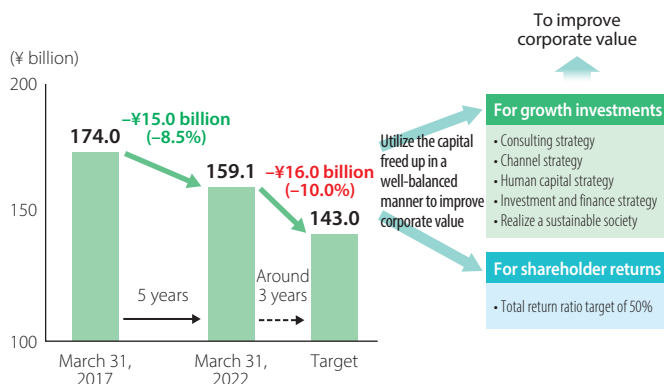 To improve
corporate value
(¥ billion)
200
150
100
174.0
–¥15.0 billion
(–8.5%)
159.1
–¥16.0 billion
(–10.0%)
143.0
5 years
Around
3 years
March 31,
2017
March 31,
2022
Target
Utilize the capital
freed up in a
well-balanced
manner to improve
corporate value
For growth investments
• Consulting strategy
• Channel strategy
• Human capital strategy
• Investment and finance strategy
• Realize a sustainable society
For shareholder returns
• Total return ratio target of 50%